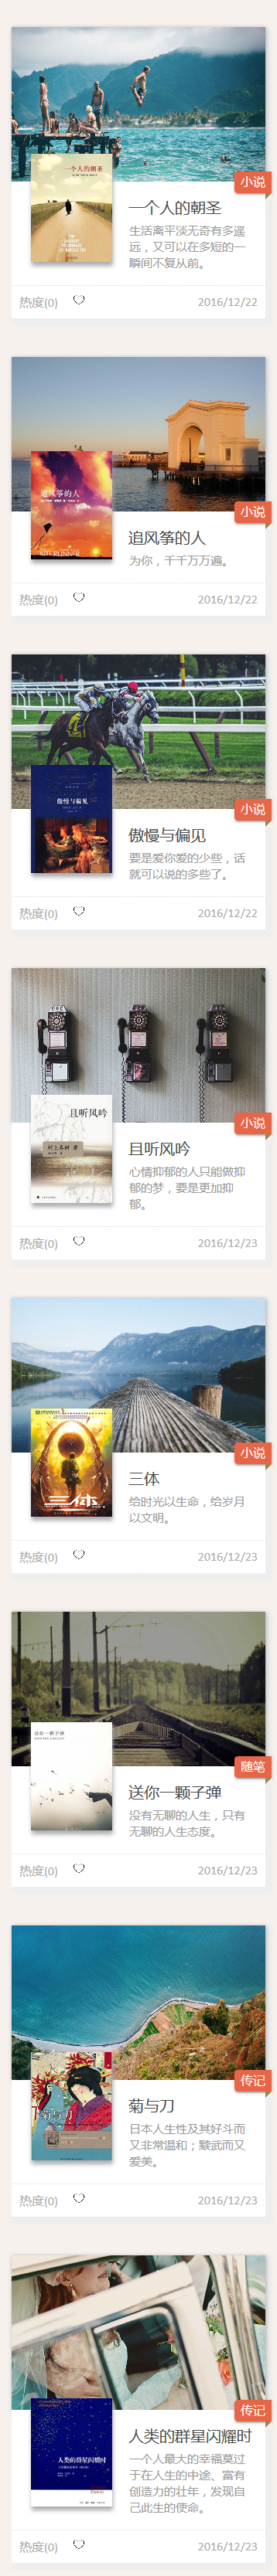 小说
一个人的朝圣
一个人的朝圣
生活离平淡无奇有多遥
远，又可以在多短的一
瞬间不复从前。
热度(0)
2016/12/22
小说
追风筝的人
追风筝的人
为你，千千万万遍。
热度(0)
2016/12/22
小说
傲慢与偏见
傲慢与偏见
要是爱你爱的少些，话
就可以说的多些了。
热度(0)
2016/12/22
小说
且听风吟
村上春树 著
且听风吟
心情抑郁的人只能做抑
郁的梦，要是更加抑
郁。
热度(0)
2016/12/23
小说
三体
三体
给时光以生命，给岁月
以文明。
热度(0)
2016/12/23
随笔
送你一颗子弹
送你一颗子弹
没有无聊的人生，只有
无聊的人生态度。
热度(0)
2016/12/23
传记
菊与刀
菊与刀
日本人生性及其好斗而
又非常温和；黩武而又
爱美。
热度(0)
2016/12/23
传记
人类的群星闪耀时
人类的群星闪耀时
一个人最大的幸福莫过
于在人生的中途、富有
创造力的壮年，发现自
己此生的使命。
热度(0)
2016/12/23